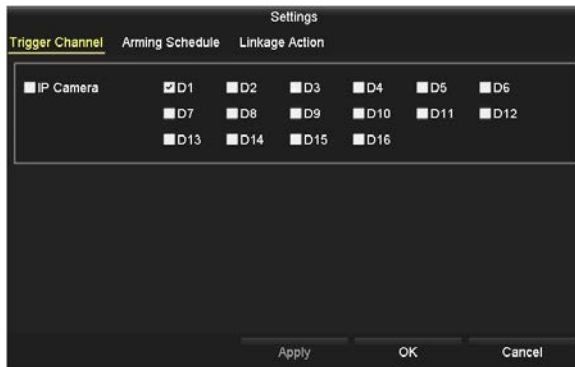 Settings
Trigger Channel Arming Schedule Linkage Action
IP Camera D1 D2 D3 D4 D5 D6
D7 D8 D9 D10 D11 D12
D13 D14 D15 D16
Apply OK Cancel